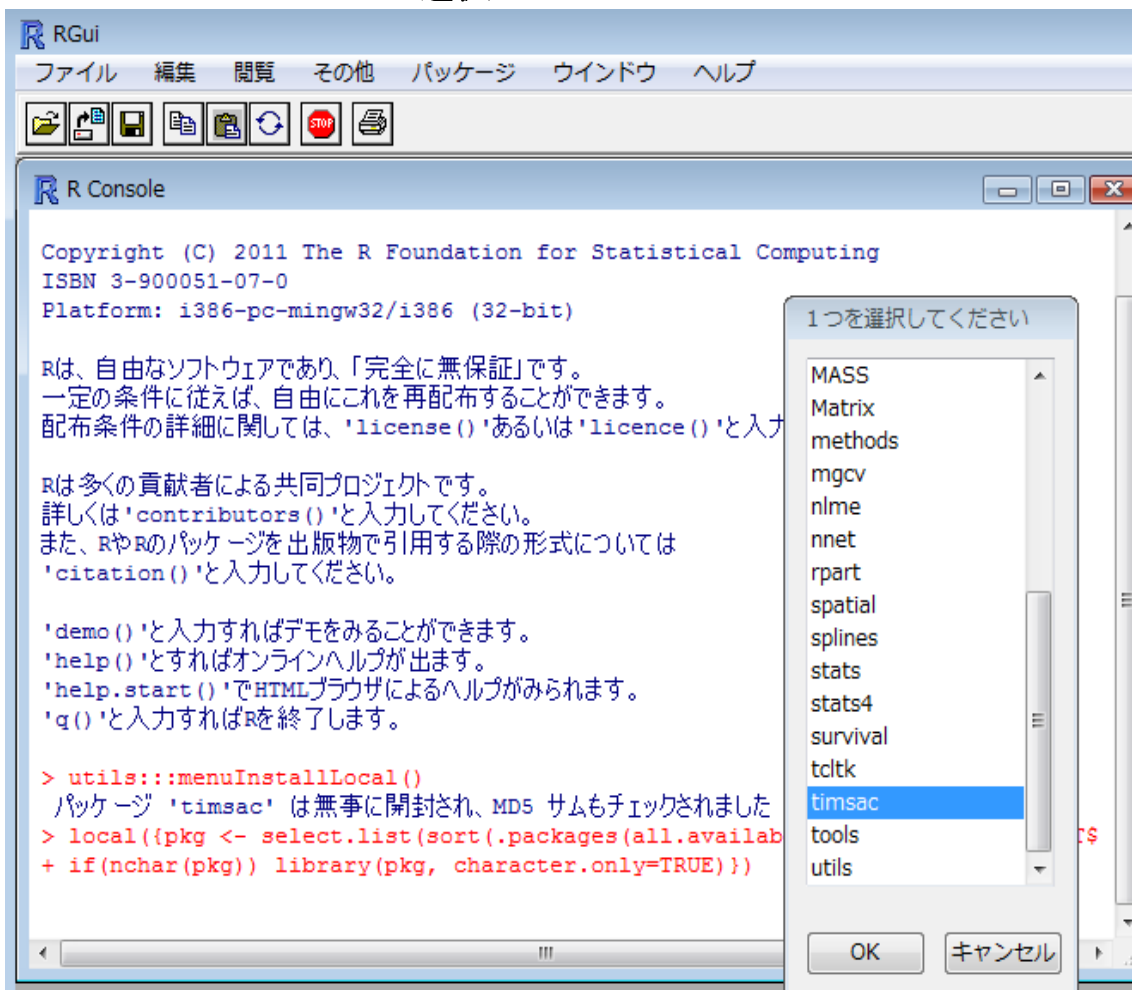 RGui
ファイル 編集 閲覧 その他 パッケージ ウインドウ ヘルプ
STOP
R Console
Copyright (C) 2011 The R Foundation for Statistical Computing
ISBN 3-900051-07-0
Platform: i386-pc-mingw32/i386 (32-bit)
Rは、自由なソフトウェアであり、「完全に無保証」です。
一定の条件に従えば、自由にこれを再配布することができます。
配布条件の詳細に関しては、'license()'あるいは'licence()'と入力
Rは多くの貢献者による共同プロジェクトです。
詳しくは'contributors()'と入力してください。
また、RやRのパッケージを出版物で引用する際の形式については
'citation()'と入力してください。
'demo()'と入力すればデモをみることができます。
'help()'とすればオンラインヘルプが出ます。
'help.start()'でHTMLブラウザによるヘルプがみられます。
'q()'と入力すればRを終了します。
> utils:::menuInstallLocal()
パッケージ 'timsac' は無事に開封され、MD5 サムもチェックされました
> local({pkg <- select.list(sort(.packages(all.availab
+ if(nchar(pkg)) library(pkg, character.only=TRUE)})
1つを選択してください
MASS
Matrix
methods
mgcv
nlme
nnet
rpart
spatial
splines
stats
stats4
survival
tcltk
timsac
tools
utils
OK キャンセル